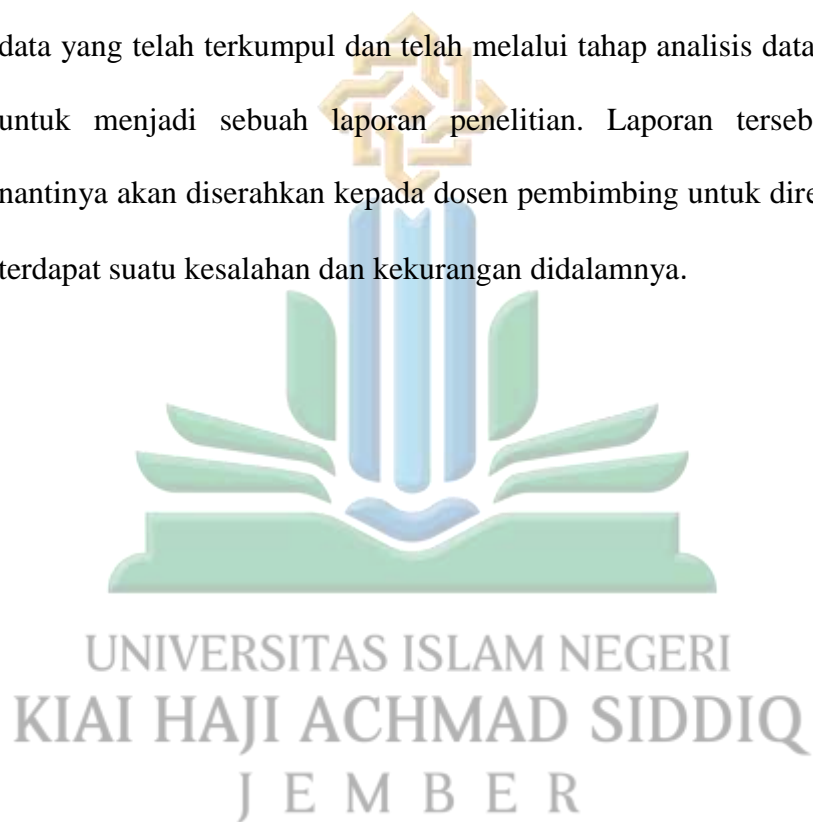 data yang telah terkumpul dan telah melalui tahap analisis data
untuk menjadi sebuah laporan penelitian. Laporan terseb
nantinya akan diserahkan kepada dosen pembimbing untuk dire
terdapat suatu kesalahan dan kekurangan didalamnya.
UNIVERSITAS ISLAM NEGERI
KIAI HAJI ACHMAD SIDDIQ
JEMBER